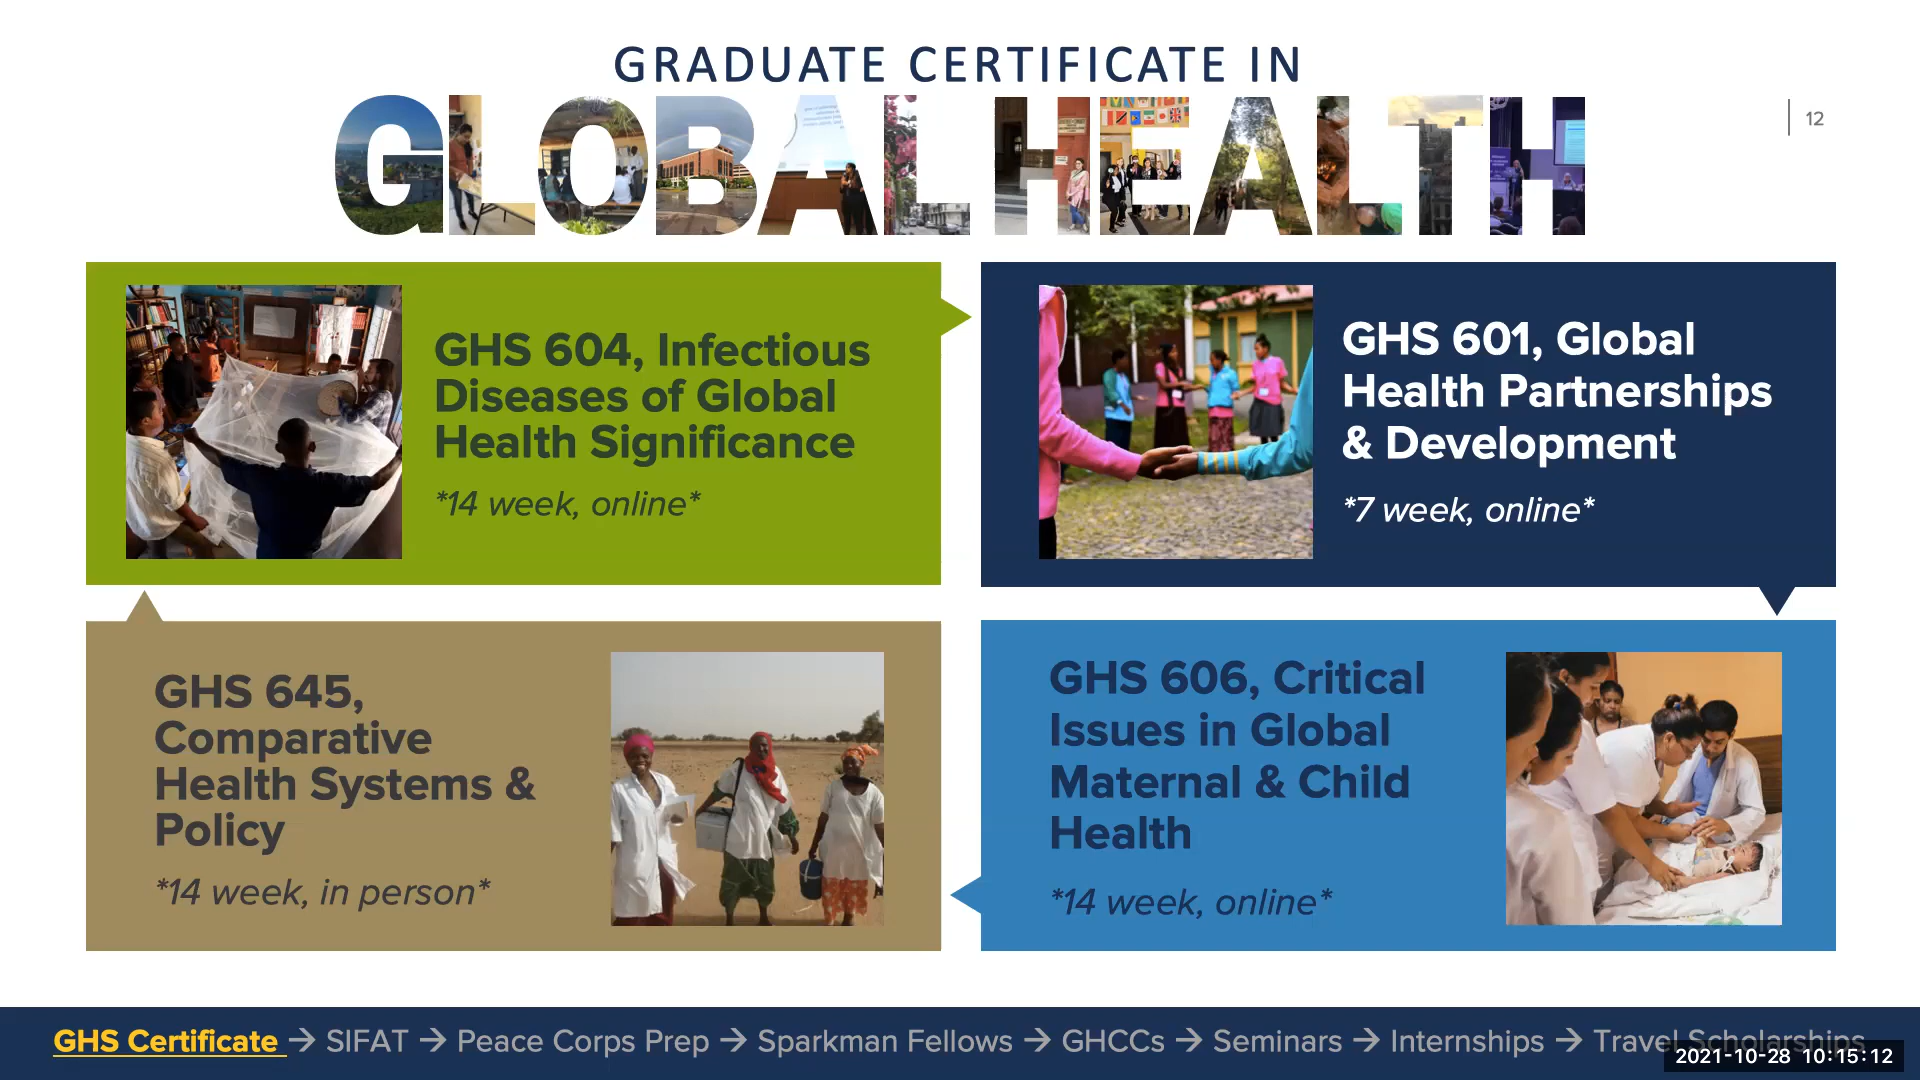 GRADUATE CERTIFICATE IN
GLOBAL HEALTH
12
GHS 604, Infectious
Diseases of Global
Health Significance
*14 week, online*
GHS 601, Global
Health Partnerships
& Development
*7 week, online*
GHS 645,
Comparative
Health Systems &
Policy
*14 week, in person*
GHS 606, Critical
Issues in Global
Maternal & Child
Health
*14 week, online*
GHS Certificate → SIFAT → Peace Corps Prep → Sparkman Fellows → GHCCs → Seminars → Internships → Travel Scholarships
2021-10-28 10:15:12